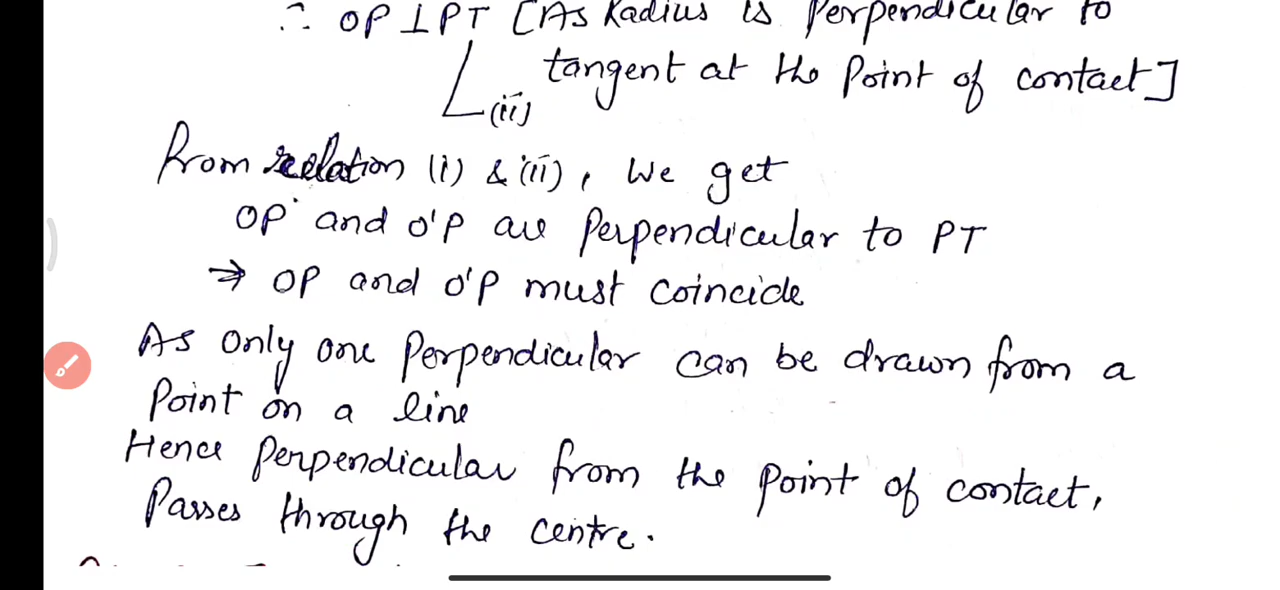 ∴ OP ⊥ PT [As Radius is Perpendicular to
tangent at the Point of contact]
(ii)
From relation (i) & (ii), We get
OP and O'P are Perpendicular to PT
⇒ OP and O'P must coincide
As only one Perpendicular can be drawn from a
Point on a line
Hence Perpendicular from the point of contact,
Passes through the centre.